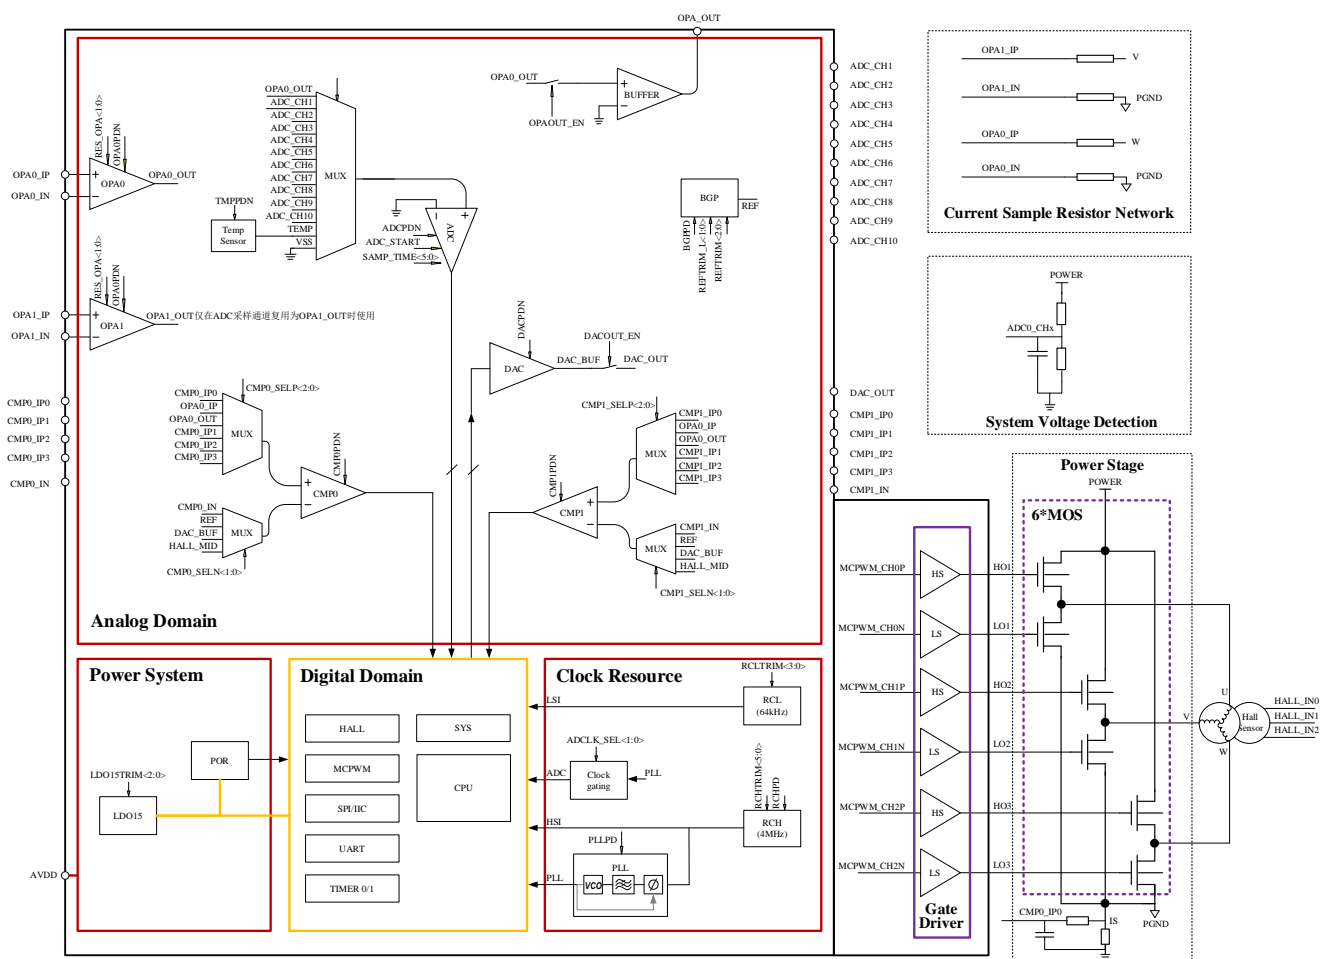 OPA_OUT
OPA0_OUT
OPAOUT_EN
BUFFER
RES_OPA<1:0>
OPA0PDN
OPA0_IP
OPA0_IN
OPA0
OPA0_OUT
OPA0_OUT
ADC_CH1
ADC_CH2
ADC_CH3
ADC_CH4
ADC_CH5
ADC_CH6
ADC_CH7
ADC_CH8
ADC_CH9
ADC_CH10
TEMP
VSS
MUX
TMPPDN
Temp
Sensor
ADC
ADCPDN
ADC_START
SAMP_TIME<5:0>
BGP
REF
BGPPD
REFTRIM_L<1:0>
REFTRIM<2:0>
RES_OPA<1:0>
OPA0PDN
OPA1_IP
OPA1_IN
OPA1
OPA1_OUT仅在ADC采样通道复用为OPA1_OUT时使用
DACPDN
DAC
DAC_BUF
DACOUT_EN
DAC_OUT
CMP0_IP0
CMP0_IP1
CMP0_IP2
CMP0_IP3
CMP0_IN
CMP0_SELP<2:0>
CMP0_IP0
OPA0_IP
OPA0_OUT
CMP0_IP1
CMP0_IP2
CMP0_IP3
MUX
CMP0PDN
CMP0
CMP0_IN
REF
DAC_BUF
HALL_MID
MUX
CMP0_SELN<1:0>
CMP1_SELP<2:0>
CMP1_IP0
OPA0_IP
OPA0_OUT
CMP1_IP1
CMP1_IP2
CMP1_IP3
MUX
CMP1PDN
CMP1
CMP1_IN
REF
DAC_BUF
HALL_MID
MUX
CMP1_SELN<1:0>
Analog Domain
ADC_CH1
ADC_CH2
ADC_CH3
ADC_CH4
ADC_CH5
ADC_CH6
ADC_CH7
ADC_CH8
ADC_CH9
ADC_CH10
DAC_OUT
CMP1_IP0
CMP1_IP1
CMP1_IP2
CMP1_IP3
CMP1_IN
OPA1_IP
V
OPA1_IN
PGND
OPA0_IP
W
OPA0_IN
PGND
Current Sample Resistor Network
POWER
ADC0_CHx
System Voltage Detection
Power System
LDO15TRIM<2:0>
LDO15
POR
AVDD
Digital Domain
HALL
MCPWM
SPI/IIC
UART
TIMER 0/1
SYS
CPU
Clock Resource
RCLTRIM<3:0>
RCL
(64kHz)
LSI
ADCLK_SEL<1:0>
Clock
gating
PLL
ADC
RCHTRIM<5:0>
RCHPD
RCH
(4MHz)
HSI
PLLPD
PLL
VCO
PLL
MCPWM_CH0P
HS
HO1
MCPWM_CH0N
LS
LO1
MCPWM_CH1P
HS
HO2
MCPWM_CH1N
LS
LO2
MCPWM_CH2P
HS
HO3
MCPWM_CH2N
LS
LO3
Gate
Driver
Power Stage
POWER
6*MOS
U
V
W
Hall
Sensor
HALL_IN0
HALL_IN1
HALL_IN2
CMP0_IP0
IS
PGND